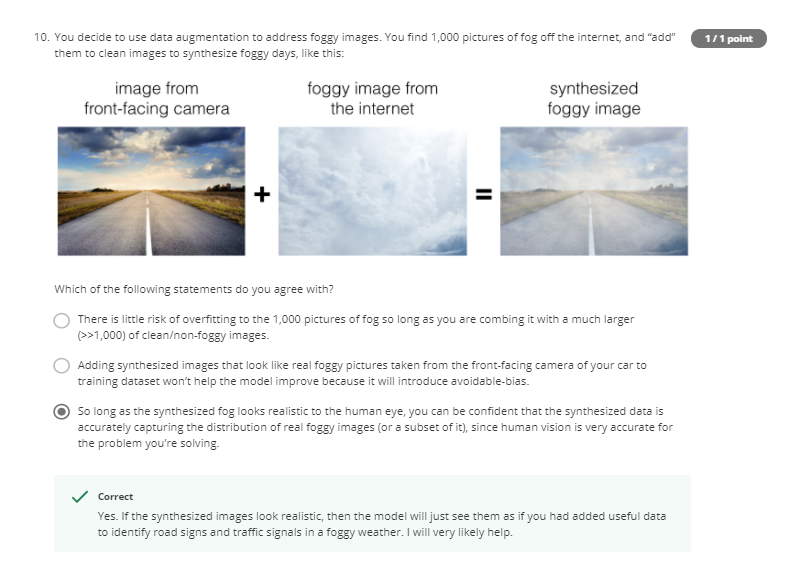 10. You decide to use data augmentation to address foggy images. You find 1,000 pictures of fog off the internet, and “add”
1 / 1 point
them to clean images to synthesize foggy days, like this:
image from
front-facing camera
foggy image from
the internet
synthesized
foggy image
+
=
Which of the following statements do you agree with?
There is little risk of overfitting to the 1,000 pictures of fog so long as you are combing it with a much larger
(>>1,000) of clean/non-foggy images.
Adding synthesized images that look like real foggy pictures taken from the front-facing camera of your car to
training dataset won’t help the model improve because it will introduce avoidable-bias.
So long as the synthesized fog looks realistic to the human eye, you can be confident that the synthesized data is
accurately capturing the distribution of real foggy images (or a subset of it), since human vision is very accurate for
the problem you’re solving.
Correct
Yes. If the synthesized images look realistic, then the model will just see them as if you had added useful data
to identify road signs and traffic signals in a foggy weather. I will very likely help.